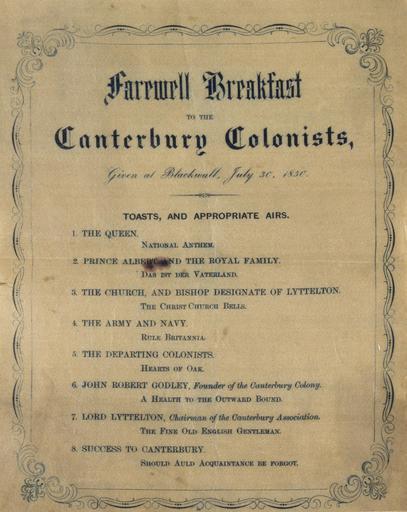 Farewell Breakfast
TO THE
Canterbury Colonists,
Given at Blackwall, July 30, 1850.
TOASTS, AND APPROPRIATE AIRS.
1. THE QUEEN.
NATIONAL ANTHEM.
2. PRINCE ALBERT AND THE ROYAL FAMILY.
DAS IST DER VATERLAND.
3. THE CHURCH, AND BISHOP DESIGNATE OF LYTTELTON.
THE CHRIST CHURCH BELLS.
4. THE ARMY AND NAVY.
RULE BRITANNIA.
5. THE DEPARTING COLONISTS.
HEARTS OF OAK.
6. JOHN ROBERT GODLEY, Founder of the Canterbury Colony.
A HEALTH TO THE OUTWARD BOUND.
7. LORD LYTTELTON, Chairman of the Canterbury Association.
THE FINE OLD ENGLISH GENTLEMAN.
8. SUCCESS TO CANTERBURY.
SHOULD AULD ACQUAINTANCE BE FORGOT.